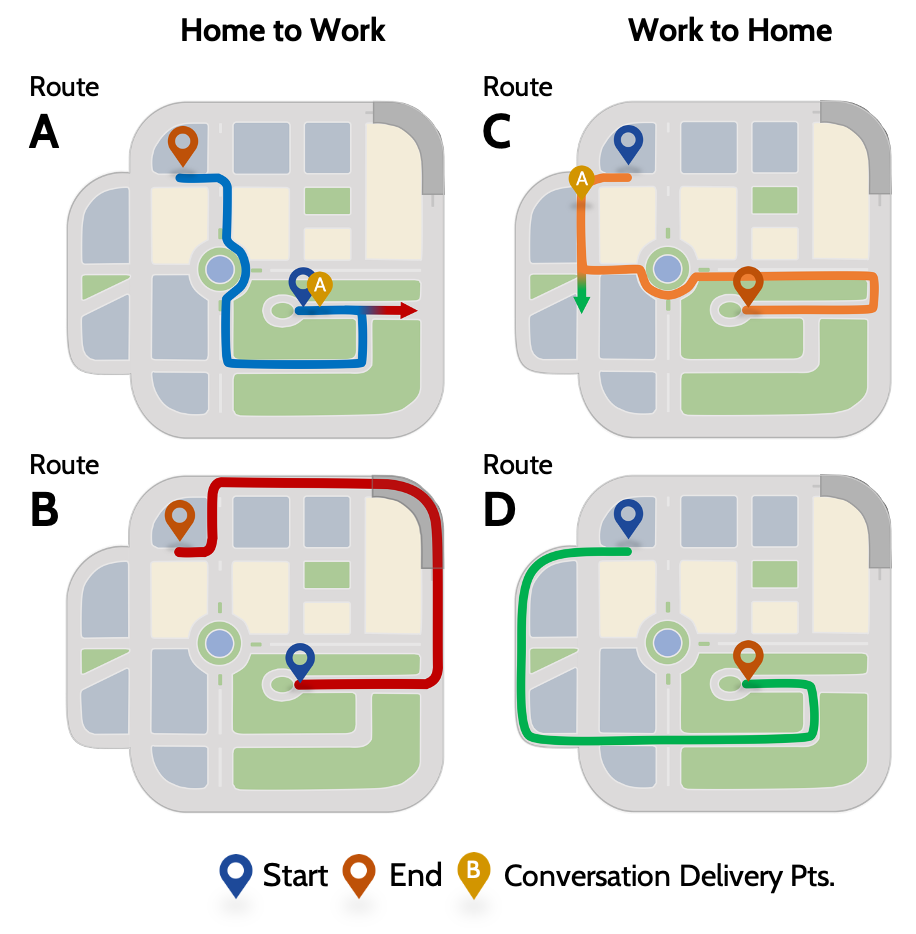 Home to Work
Work to Home
Route
A
Route
C
A
A
Route
B
Route
D
Start
End
B
Conversation Delivery Pts.